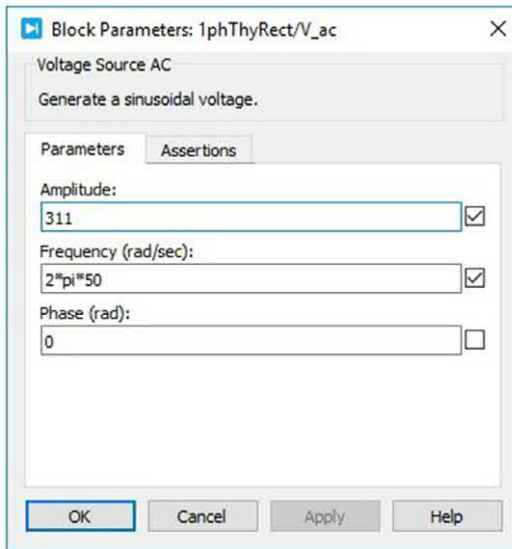 Block Parameters: 1phThyRect/V_ac
Voltage Source AC
Generate a sinusoidal voltage.
Parameters Assertions
Amplitude:
311
Frequency (rad/sec):
2*pi*50
Phase (rad):
0
OK Cancel Apply Help